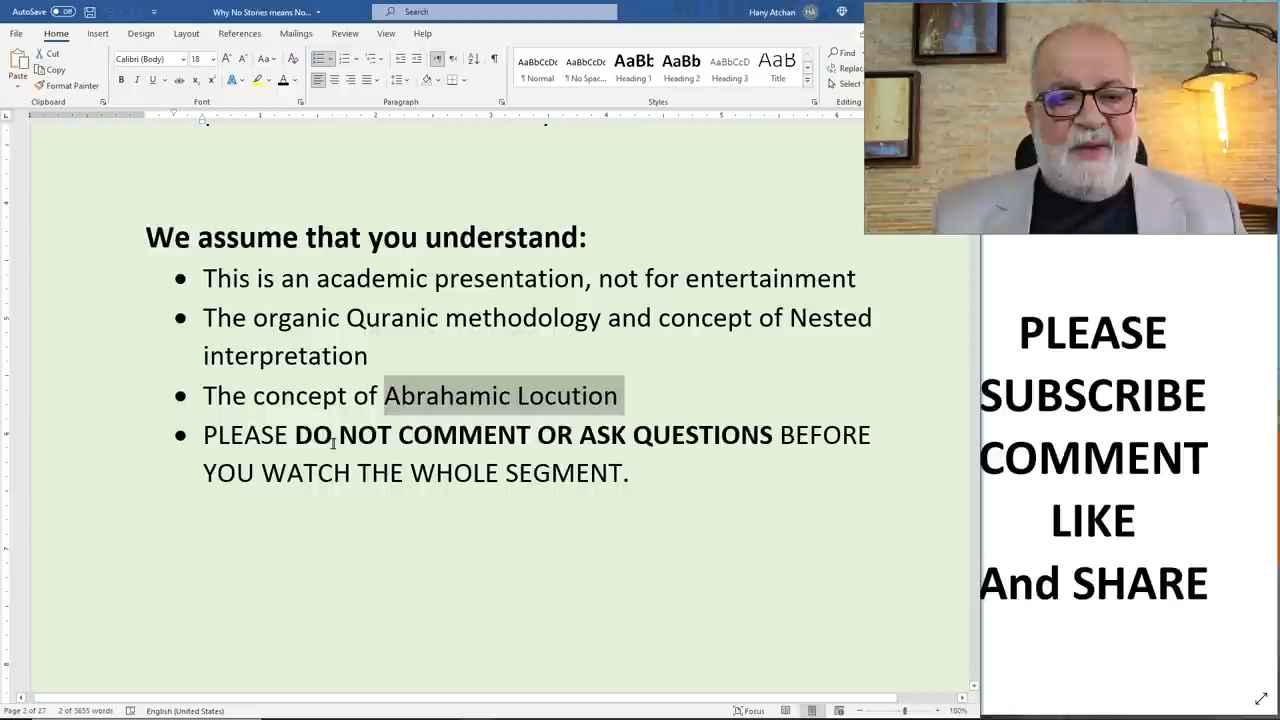 AutoSave Off Why No Stories means No... Search Hany Atchan HA
File Home Insert Draw Design Layout References Mailings Review View Help
Paste Cut Copy Format Painter
Calibri (Body) 18
AaBbCcDc AaBbCcDc AaBb AaBb AaBbCcD AaB
¶ Normal ¶ No Spac... Heading 1 Heading 2 Heading 3 Title
Find
Replace
Select
Clipboard Font Paragraph Styles Editing
We assume that you understand:
• This is an academic presentation, not for entertainment
• The organic Quranic methodology and concept of Nested
interpretation
• The concept of Abrahamic Locution
• PLEASE DO NOT COMMENT OR ASK QUESTIONS BEFORE
YOU WATCH THE WHOLE SEGMENT.
PLEASE
SUBSCRIBE
COMMENT
LIKE
And SHARE
Page 2 of 27 2 of 3655 words English (United States) Focus 180%